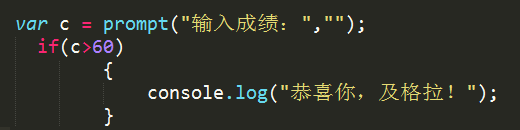 var c = prompt("输入成绩：","");
if(c>60)
{
console.log("恭喜你，及格拉！");
}